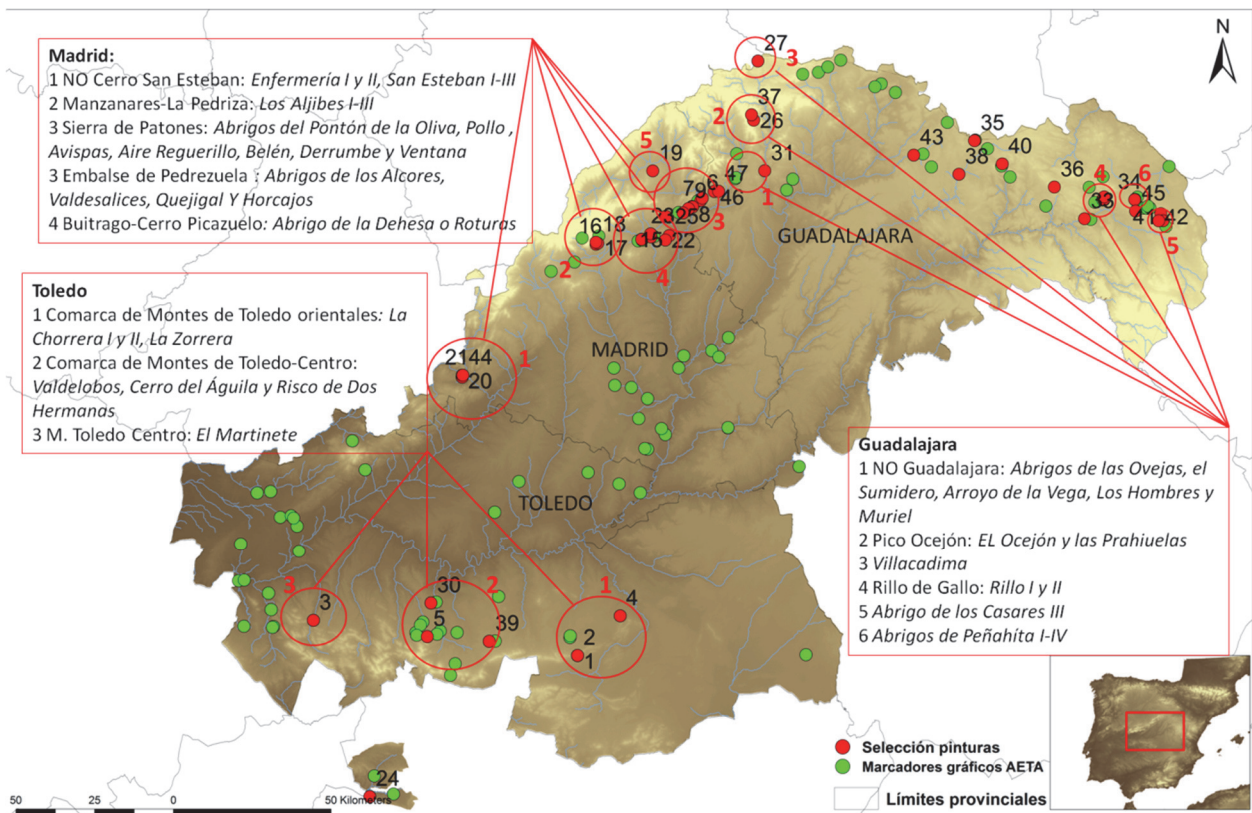 Madrid:
1 NO Cerro San Esteban: Enfermería I y II, San Esteban I-III
2 Manzanares-La Pedriza: Los Aljibes I-III
3 Sierra de Patones: Abrigos del Pontón de la Oliva, Pollo ,
Avispas, Aire Reguerillo, Belén, Derrumbe y Ventana
3 Embalse de Pedrezuela : Abrigos de los Alcores,
Valdesalices, Quejigal Y Horcajos
4 Buitrago-Cerro Picazuelo: Abrigo de la Dehesa o Roturas
Toledo
1 Comarca de Montes de Toledo orientales: La
Chorrera I y II, La Zorrera
2 Comarca de Montes de Toledo-Centro:
Valdelobos, Cerro del Águila y Risco de Dos
Hermanas
3 M. Toledo Centro: El Martinete
27
3
N
37
2
26
5
19
31
1
6
47
7 9
46
23 25 8
3
16 18
17
2
15
22
4
GUADALAJARA
43
35
38
40
36
4
33
34
6
45
41
42
5
MADRID
21 44
20
1
TOLEDO
3
3
30
2
5
39
1
4
2
1
24
Guadalajara
1 NO Guadalajara: Abrigos de las Ovejas, el
Sumidero, Arroyo de la Vega, Los Hombres y
Muriel
2 Pico Ocejón: EL Ocejón y las Prahiuelas
3 Villacadima
4 Rillo de Gallo: Rillo I y II
5 Abrigo de los Casares III
6 Abrigos de Peñahíta I-IV
Selección pinturas
Marcadores gráficos AETA
Límites provinciales
50 25 0 50 Kilometers